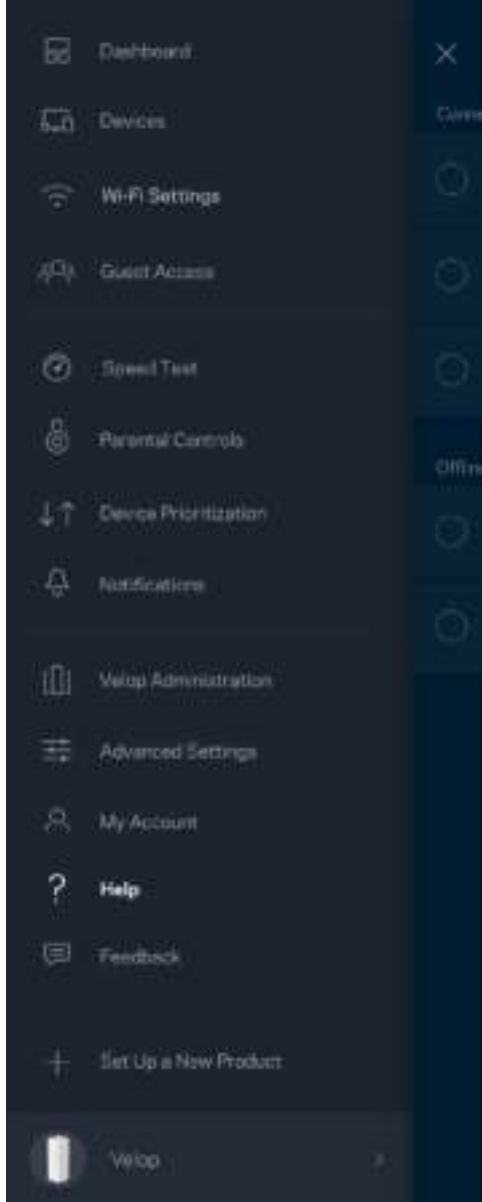 Dashboard
Devices
Wi-Fi Settings
Guest Access
Speed Test
Parental Controls
Device Prioritization
Notifications
Velop Administration
Advanced Settings
My Account
Help
Feedback
Set Up a New Product
Velop